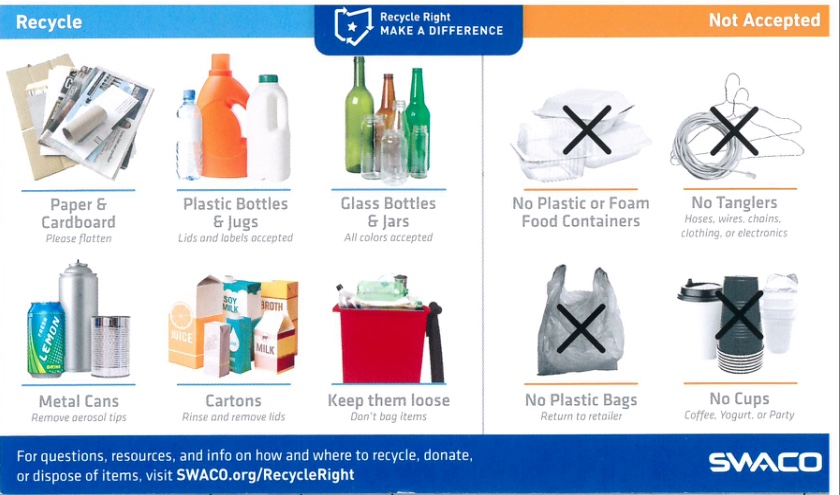 Recycle
Recycle Right
MAKE A DIFFERENCE
Not Accepted
Paper &
Cardboard
Please flatten
Plastic Bottles
& Jugs
Lids and labels accepted
Glass Bottles
& Jars
All colors accepted
No Plastic or Foam
Food Containers
No Tanglers
Hoses, wires, chains,
clothing, or electronics
LEMON
JUICE
SOY
MILK
BROTH
MILK
Metal Cans
Remove aerosol tips
Cartons
Rinse and remove lids
Keep them loose
Don't bag items
No Plastic Bags
Return to retailer
No Cups
Coffee, Yogurt, or Party
For questions, resources, and info on how and where to recycle, donate,
or dispose of items, visit SWACO.org/RecycleRight
SWACO